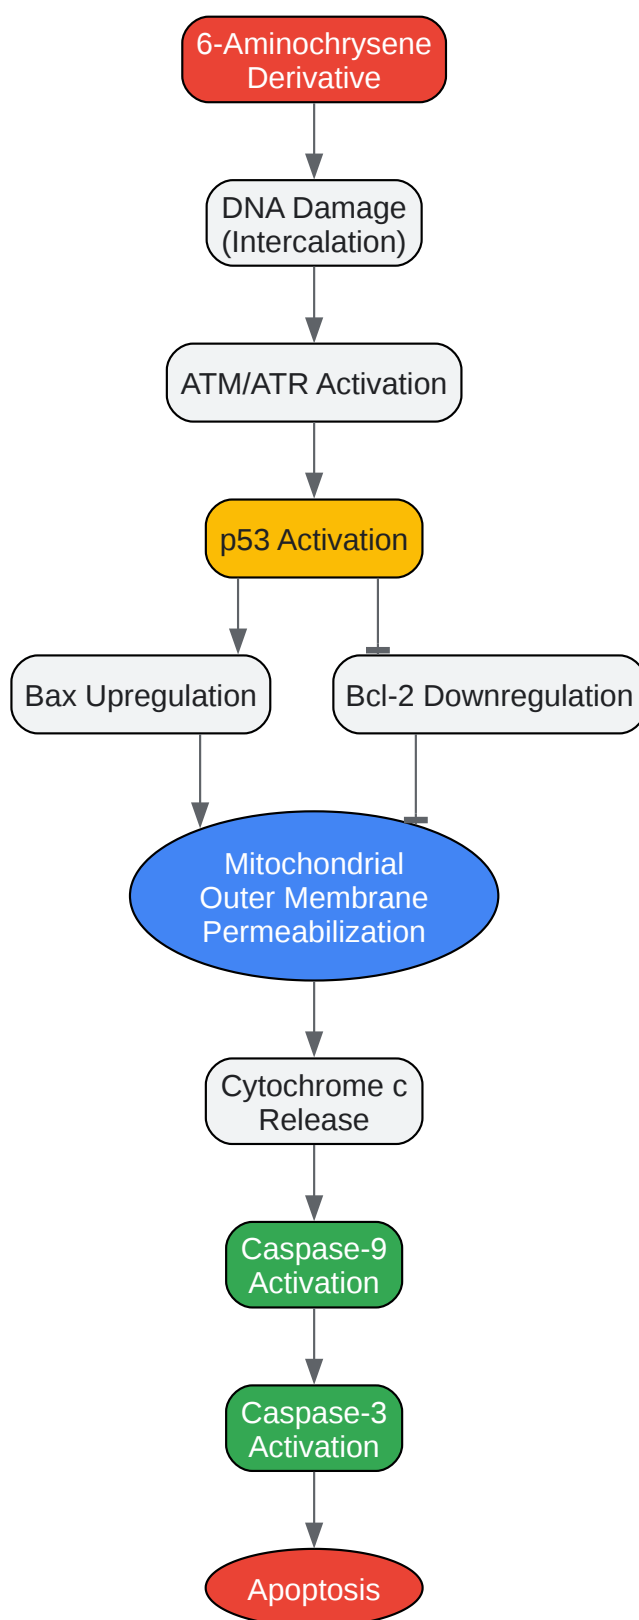 6-Aminochrysene
Derivative
DNA Damage
(Intercalation)
ATM/ATR Activation
p53 Activation
Bax Upregulation
Bcl-2 Downregulation
Mitochondrial
Outer Membrane
Permeabilization
Cytochrome c
Release
Caspase-9
Activation
Caspase-3
Activation
Apoptosis